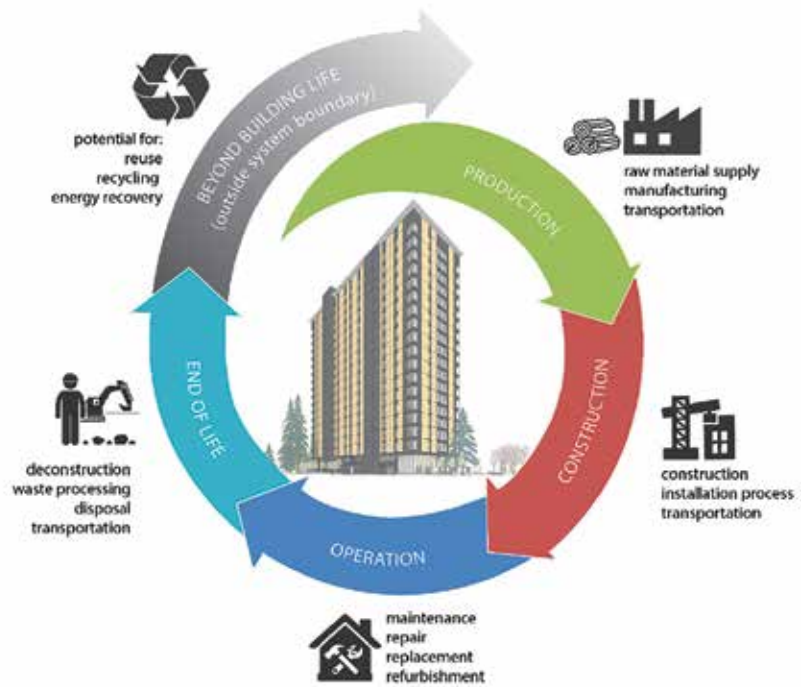 BEYOND BUILDING LIFE
(outside system boundary)
potential for:
reuse
recycling
energy recovery
PRODUCTION
raw material supply
manufacturing
transportation
CONSTRUCTION
construction
installation process
transportation
OPERATION
maintenance
repair
replacement
refurbishment
END OF LIFE
deconstruction
waste processing
disposal
transportation